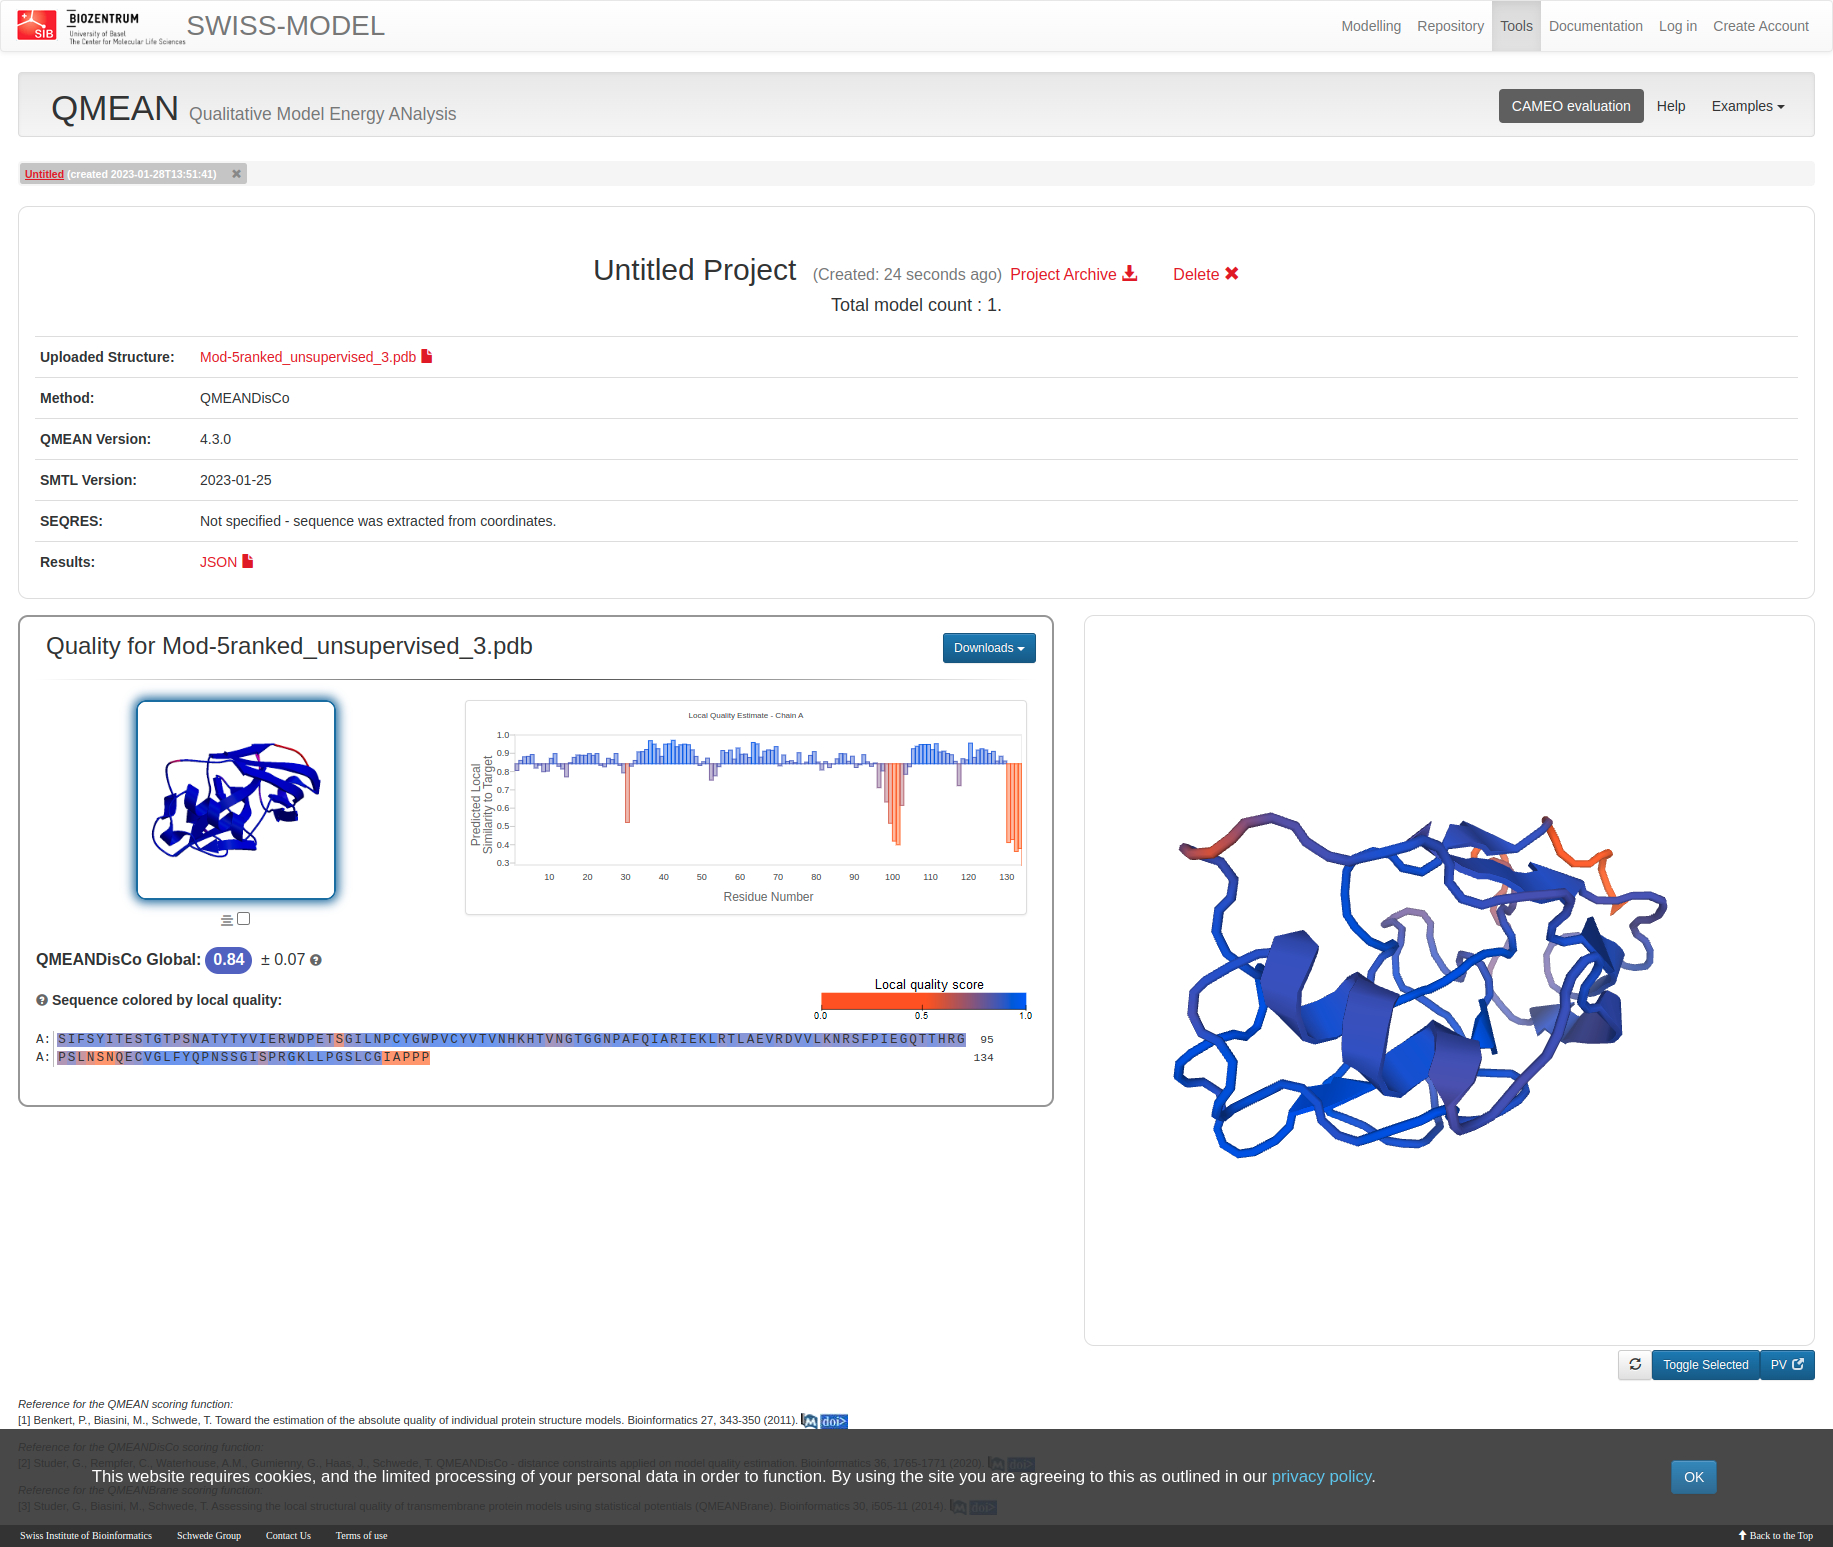 SIB
BIOZENTRUM
University of Basel
The Center for Molecular Life Sciences
SWISS-MODEL
Modelling Repository Tools Documentation Log in Create Account
QMEAN Qualitative Model Energy ANalysis
CAMEO evaluation Help Examples
Untitled (created 2023-01-28T13:51:41)
Untitled Project (Created: 24 seconds ago) Project Archive Delete
Total model count : 1.
Uploaded Structure: Mod-5ranked_unsupervised_3.pdb
Method: QMEANDisCo
QMEAN Version: 4.3.0
SMTL Version: 2023-01-25
SEQRES: Not specified - sequence was extracted from coordinates.
Results: JSON
Quality for Mod-5ranked_unsupervised_3.pdb
Downloads
Local Quality Estimate - Chain A
Predicted Local
Similarity to Target
1.0
0.9
0.8
0.7
0.6
0.5
0.4
0.3
10 20 30 40 50 60 70 80 90 100 110 120 130
Residue Number
QMEANDisCo Global: 0.84 ± 0.07
Sequence colored by local quality:
Local quality score
0.0 0.5 1.0
A: SIFSYITESTGTPSNATYTYVIERWDPETSGILNPCYGWPVCYVTVNHKHTVNGTGGNPAFQIARIEKLRTLAEVRDVVLKNRSFPIEGQTTHRG 95
A: PSLNSNQECVGLFYQPNSSGISPRGKLLPGSLCGIAPPP 134
Toggle Selected PV
Reference for the QMEAN scoring function:
[1] Benkert, P., Biasini, M., Schwede, T. Toward the estimation of the absolute quality of individual protein structure models. Bioinformatics 27, 343-350 (2011). doi>
Reference for the QMEANDisCo scoring function:
[2] Studer, G., Rempfer, C., Waterhouse, A.M., Gumienny, G., Haas, J., Schwede, T. QMEANDisCo - distance constraints applied on model quality estimation. Bioinformatics 36, 1765-1771 (2020). doi>
This website requires cookies, and the limited processing of your personal data in order to function. By using the site you are agreeing to this as outlined in our privacy policy.
OK
Reference for the QMEANBrane scoring function:
[3] Studer, G., Biasini, M., Schwede, T. Assessing the local structural quality of transmembrane protein models using statistical potentials (QMEANBrane). Bioinformatics 30, i505-11 (2014). doi>
Swiss Institute of Bioinformatics Schwede Group Contact Us Terms of use
Back to the Top